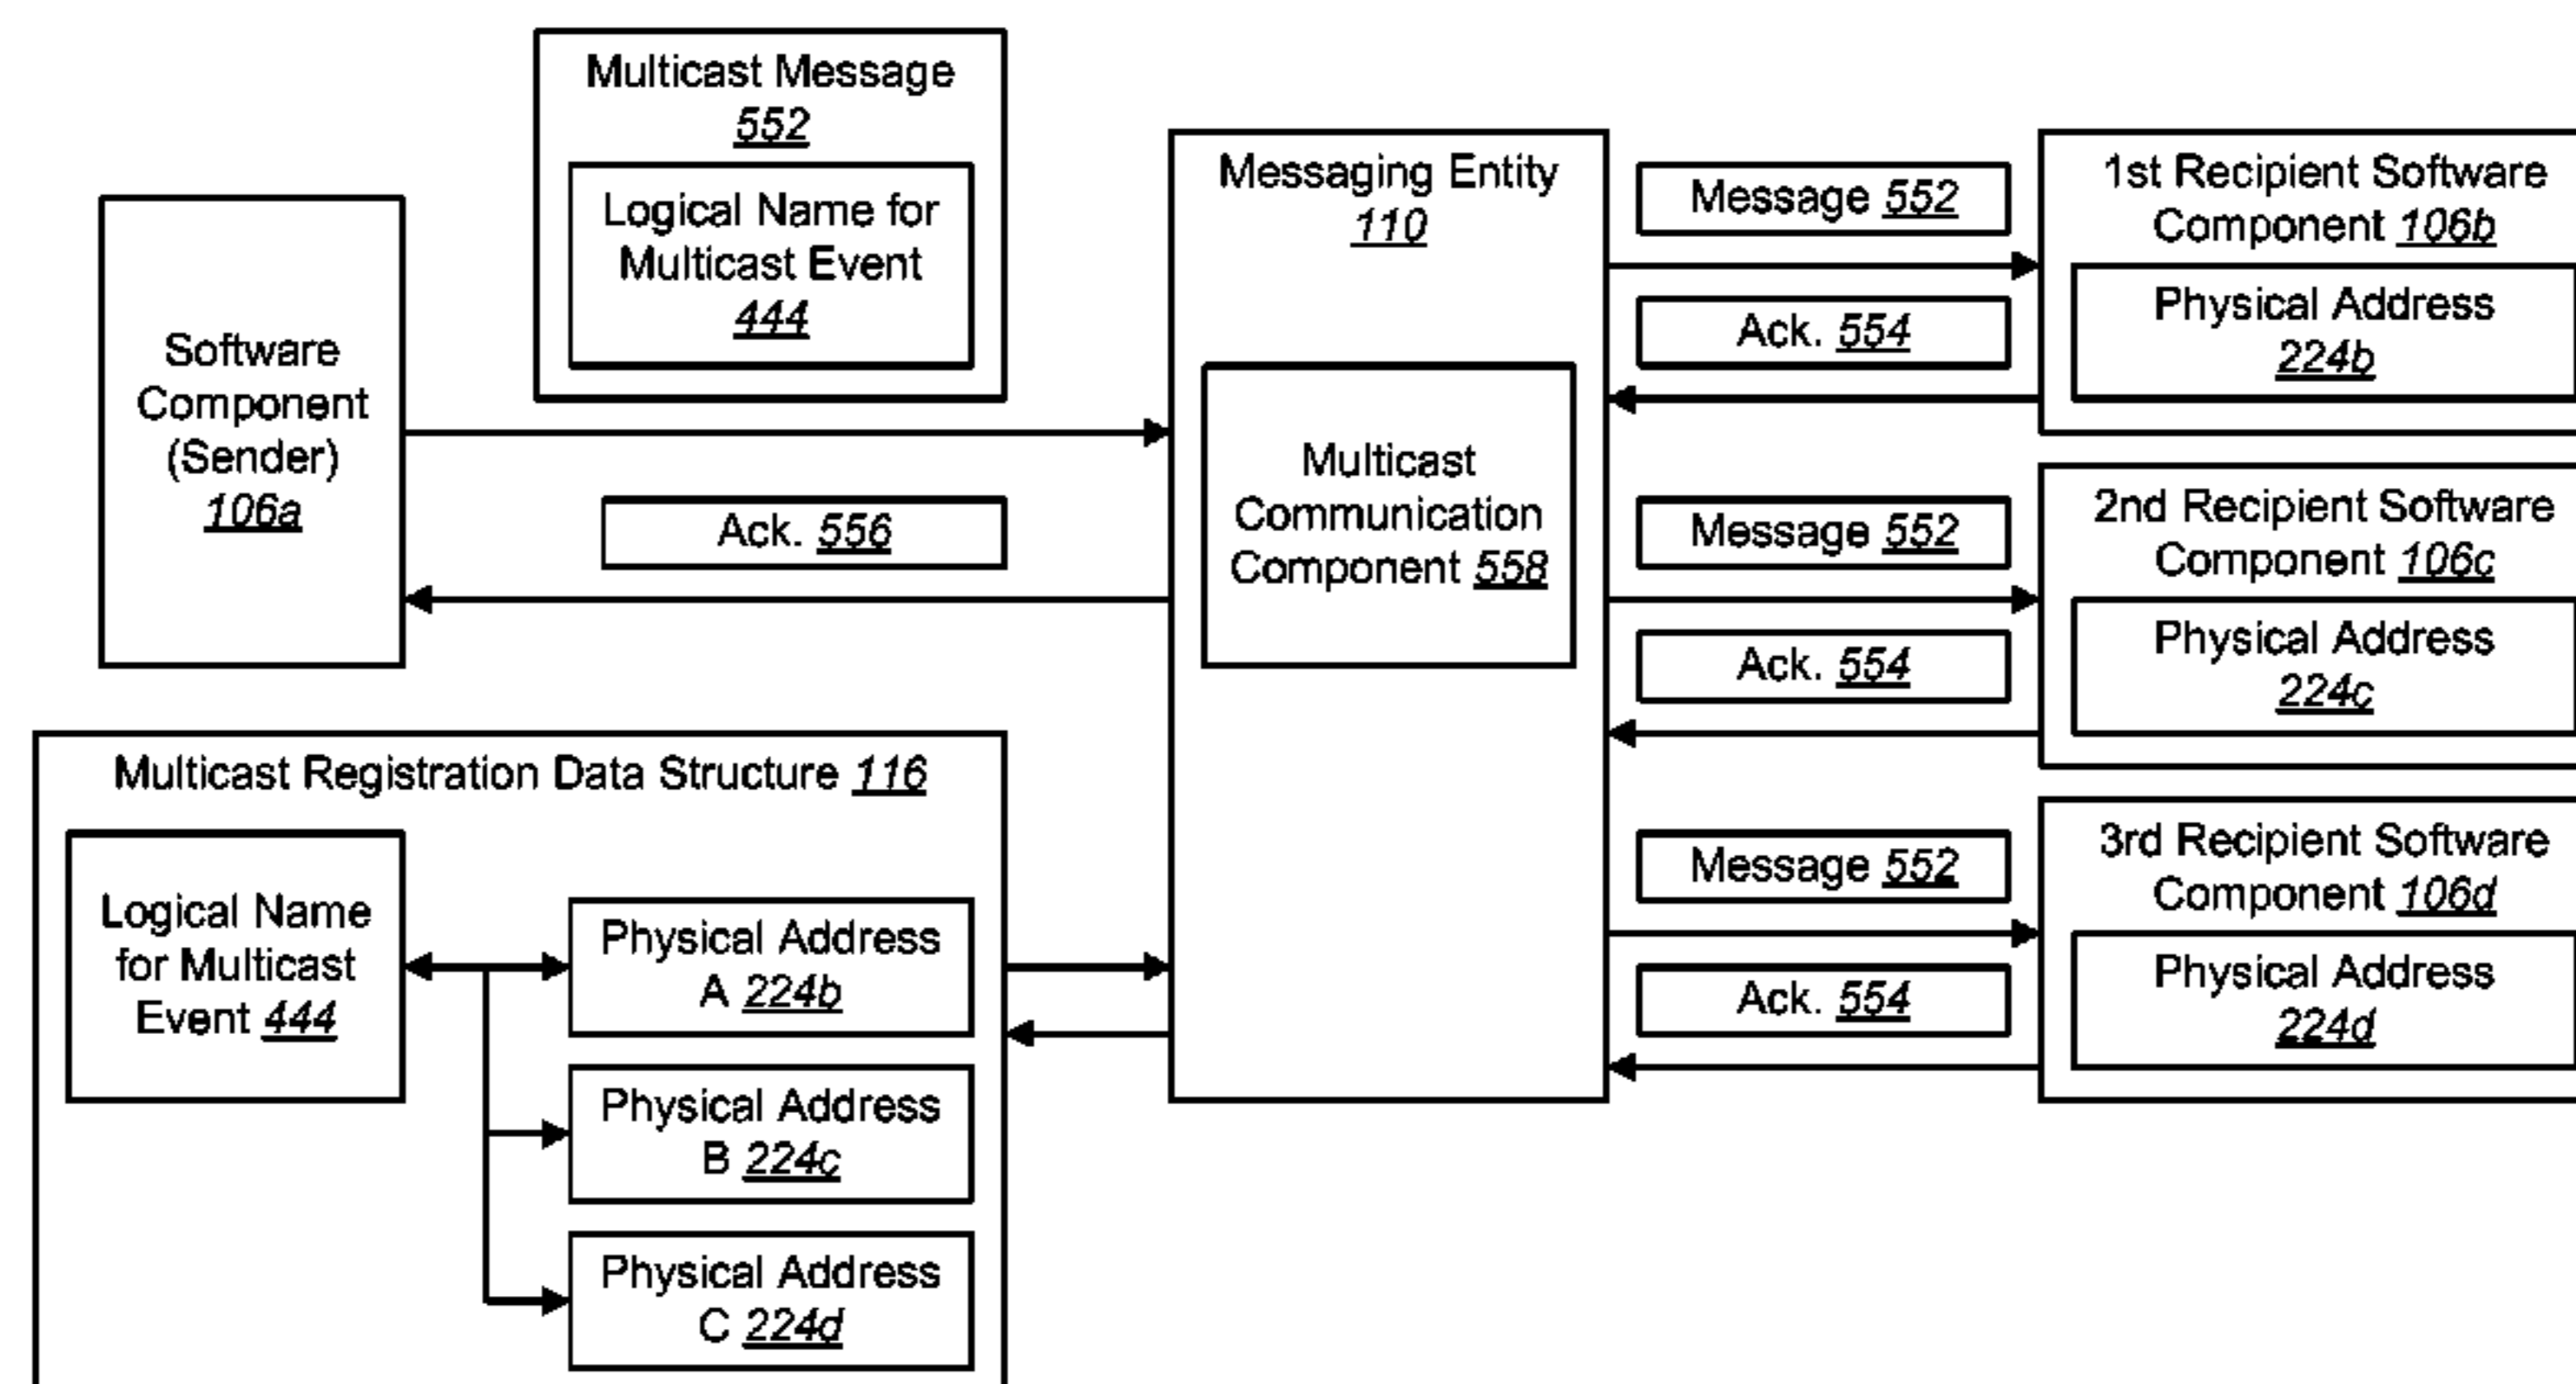 Multicast Message
552
Logical Name for
Multicast Event
444
Software
Component
(Sender)
106a
Ack. 556
Messaging Entity
110
Multicast
Communication
Component 558
Message 552
Ack. 554
Message 552
Ack. 554
Message 552
Ack. 554
1st Recipient Software
Component 106b
Physical Address
224b
2nd Recipient Software
Component 106c
Physical Address
224c
3rd Recipient Software
Component 106d
Physical Address
224d
Multicast Registration Data Structure 116
Logical Name
for Multicast
Event 444
Physical Address
A 224b
Physical Address
B 224c
Physical Address
C 224d